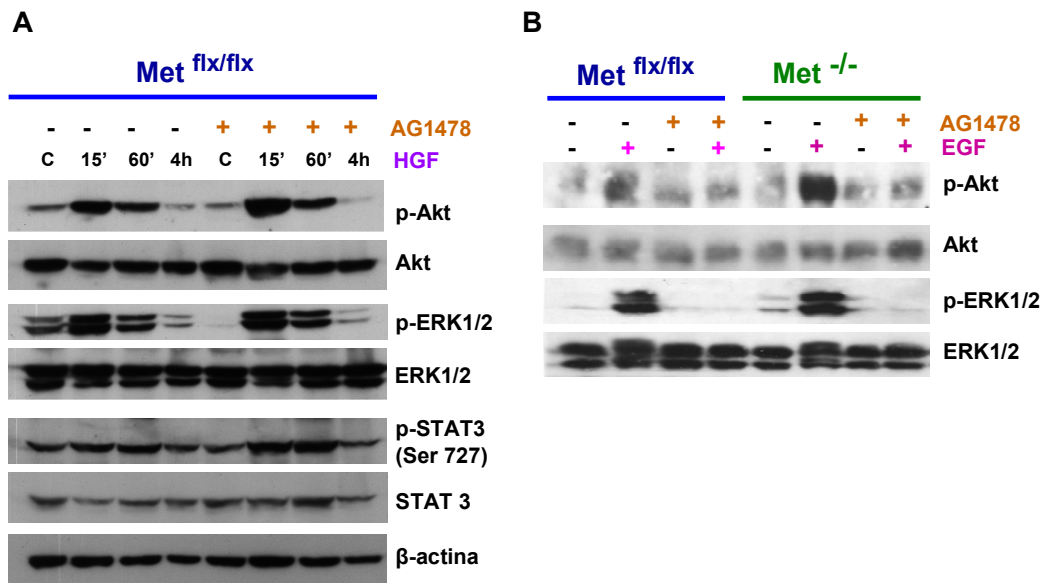 A
Met flx/flx
- - - - + + + + AG1478
C 15' 60' 4h C 15' 60' 4h HGF
p-Akt
Akt
p-ERK1/2
ERK1/2
p-STAT3
(Ser 727)
STAT 3
β-actina
B
Met flx/flx Met -/-
- - + + - - + + AG1478
- + - + - + - + EGF
p-Akt
Akt
p-ERK1/2
ERK1/2